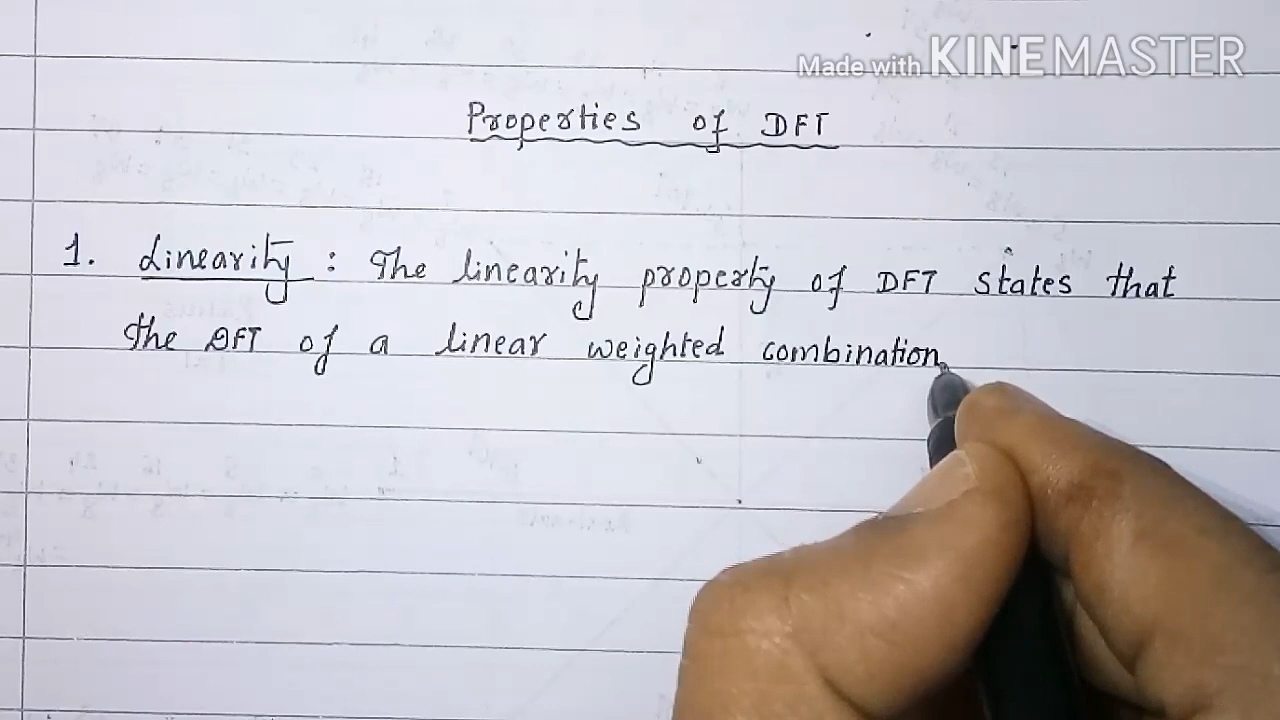 Made with KINEMASTER
Properties of DFT
1. Linearity : The linearity property of DFT states that
the DFT of a linear weighted combination